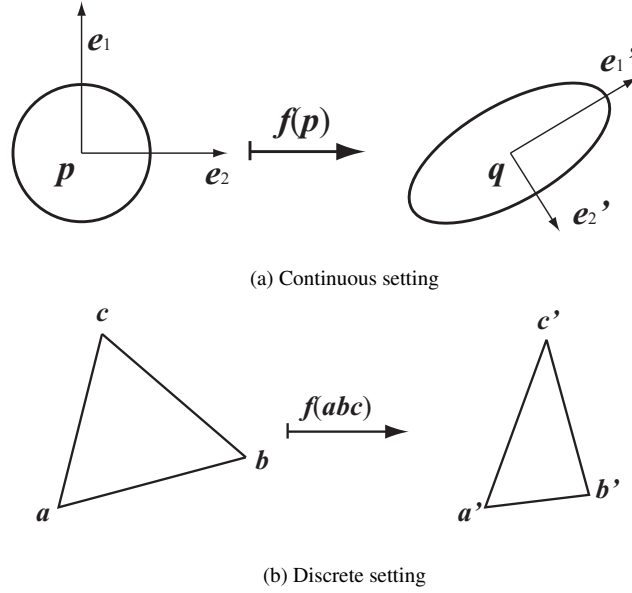 e1
e1'
f(p)
p
e2
q
e2'
(a) Continuous setting
c
c'
f(abc)
b
a
a'
b'
(b) Discrete setting